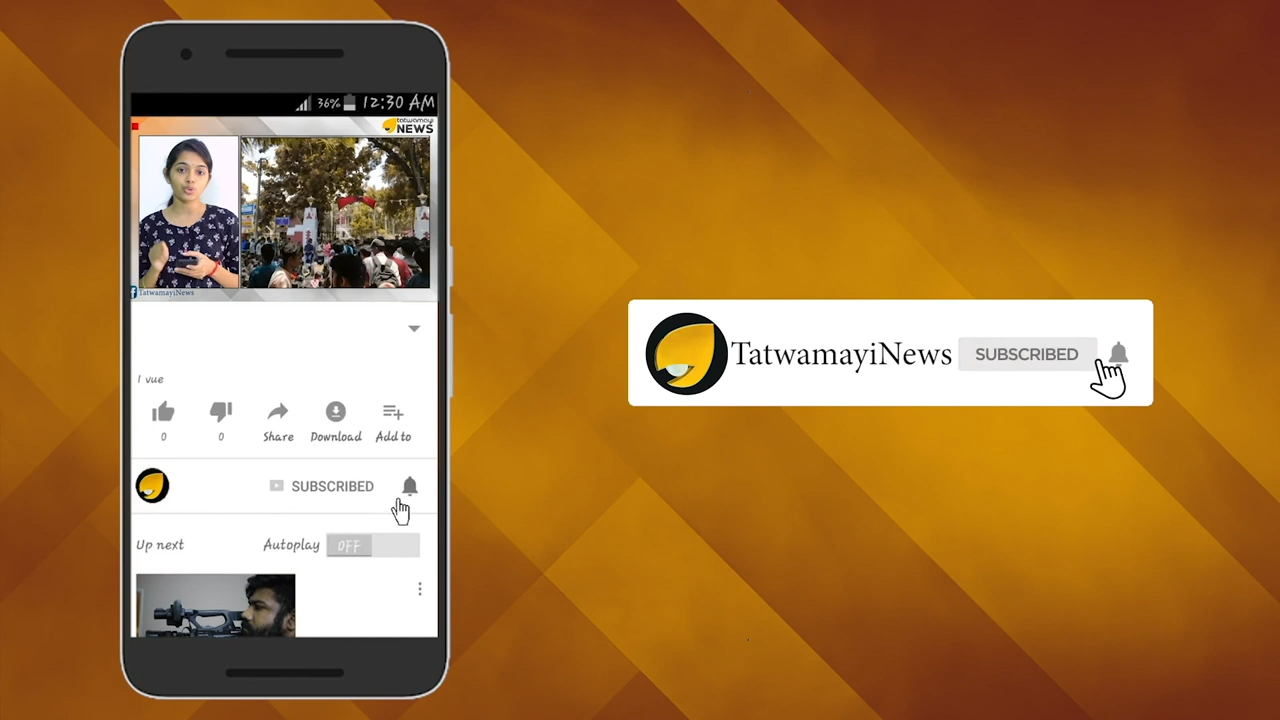 36% 12:30 AM
tatwamayi
NEWS
TatwamayiNews
1 vue
0 0 Share Download Add to
SUBSCRIBED
Up next Autoplay OFF
TatwamayiNews SUBSCRIBED